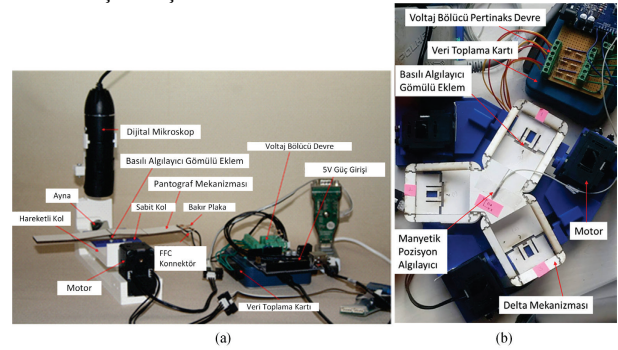 Dijital Mikroskop
Basılı Algılayıcı Gömülü Eklem
Voltaj Bölücü Devre
5V Güç Girişi
Pantograf Mekanizması
Ayna
Sabit Kol
Bakır Plaka
Hareketli Kol
FFC
Konnektör
Motor
Veri Toplama Kartı
(a)
Voltaj Bölücü Pertinaks Devre
Veri Toplama Kartı
Basılı Algılayıcı
Gömülü Eklem
Manyetik
Pozisyon
Algılayıcı
Motor
Delta Mekanizması
(b)